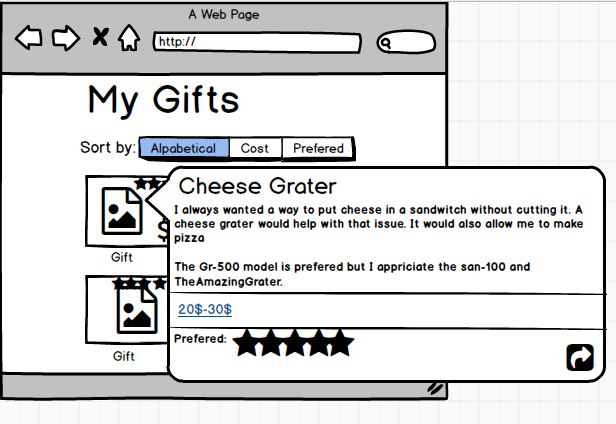 A Web Page
http://
My Gifts
Sort by: Alpabetical Cost Prefered
Cheese Grater
I always wanted a way to put cheese in a sandwitch without cutting it. A
cheese grater would help with that issue. It would also allow me to make
pizza
The Gr-500 model is prefered but I appriciate the san-100 and
TheAmazingGrater.
20$-30$
Prefered:
$
Gift
Gift